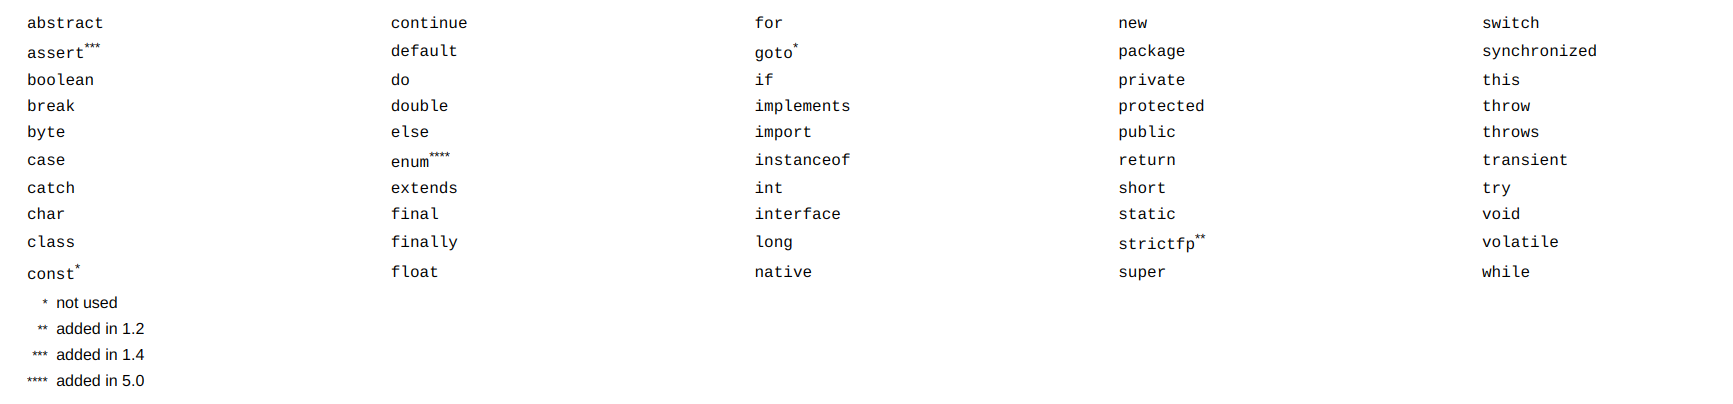 abstract continue for new switch
assert*** default goto* package synchronized
boolean do if private this
break double implements protected throw
byte else import public throws
case enum**** instanceof return transient
catch extends int short try
char final interface static void
class finally long strictfp** volatile
const* float native super while
* not used
** added in 1.2
*** added in 1.4
**** added in 5.0